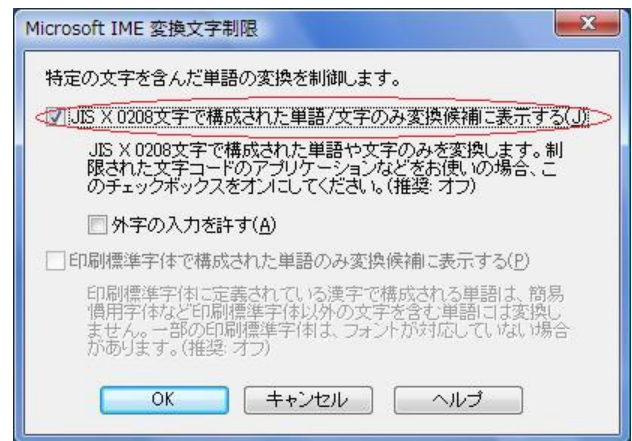 Microsoft IME 変換文字制限
特定の文字を含んだ単語の変換を制御します。
JIS X 0208文字で構成された単語/文字のみ変換候補に表示する(J)
JIS X 0208文字で構成された単語や文字のみを変換します。制
限された文字コードのアプリケーションなどをお使いの場合、こ
のチェックボックスをオンにしてください。(推奨: オフ)
外字の入力を許す(A)
印刷標準字体で構成された単語のみ変換候補に表示する(P)
印刷標準字体に定義されている漢字で構成される単語は、簡易
慣用字体など印刷標準字体以外の文字を含む単語には変換し
ません。一部の印刷標準字体は、フォントが対応していない場合
があります。(推奨: オフ)
OK キャンセル ヘルプ